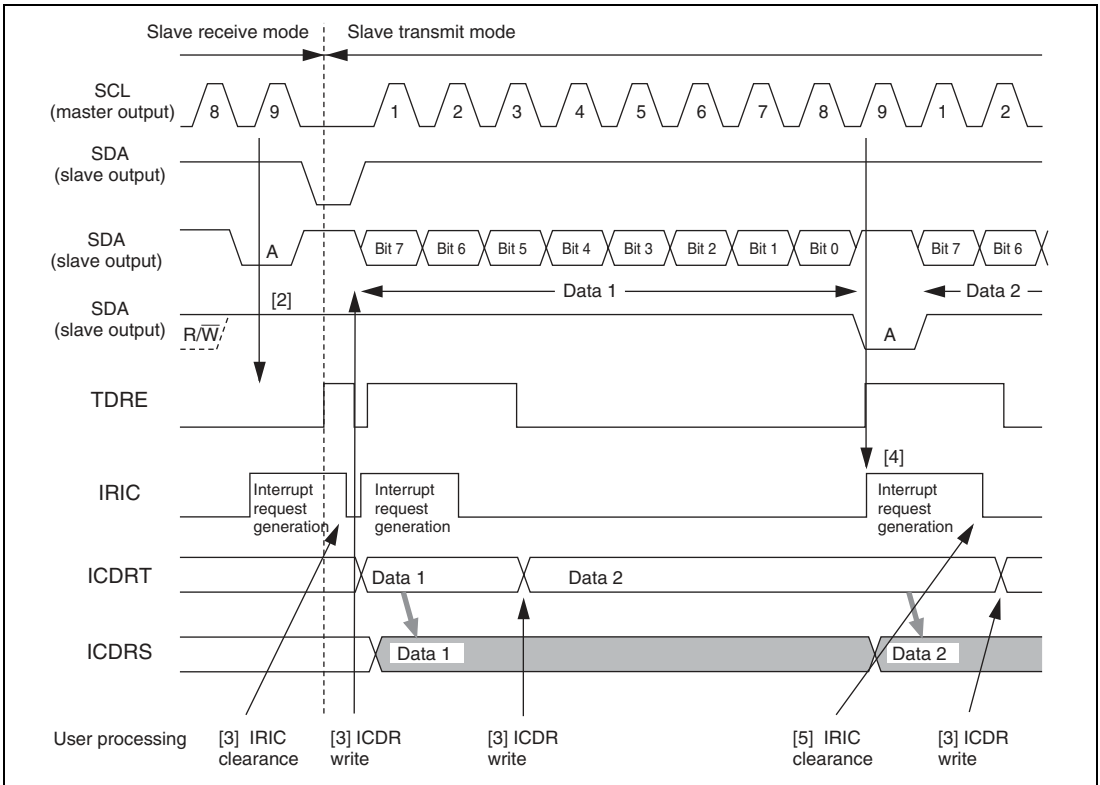 Slave receive mode Slave transmit mode
SCL
(master output)
8 9 1 2 3 4 5 6 7 8 9 1 2
SDA
(slave output)
SDA
(slave output)
A Bit 7 Bit 6 Bit 5 Bit 4 Bit 3 Bit 2 Bit 1 Bit 0 Bit 7 Bit 6
[2] Data 1 Data 2
SDA
(slave output)
R/W̅ A
TDRE
[4]
IRIC
Interrupt
request
generation
Interrupt
request
generation
Interrupt
request
generation
ICDRT
Data 1 Data 2
ICDRS
Data 1 Data 2
User processing
[3] IRIC
clearance
[3] ICDR
write
[3] ICDR
write
[5] IRIC
clearance
[3] ICDR
write